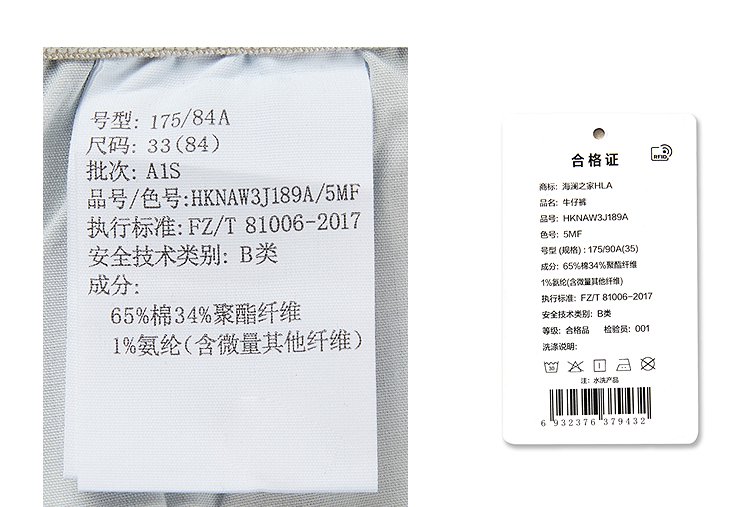 号型: 175/84A
尺码: 33(84)
批次: A1S
品号/色号:HKNAW3J189A/5MF
执行标准: FZ/T 81006-2017
安全技术类别: B类
成分:
65%棉34%聚酯纤维
1%氨纶(含微量其他纤维)
合格证
RFID
商标: 海澜之家HLA
品名: 牛仔裤
品号: HKNAW3J189A
色号: 5MF
号型 (规格) : 175/90A(35)
成分: 65%棉34%聚酯纤维
1%氨纶(含微量其他纤维)
执行标准: FZ/T 81006-2017
安全技术类别: B类
等级: 合格品 检验员: 001
洗涤说明:
30
注: 水洗产品
6 932376 379432